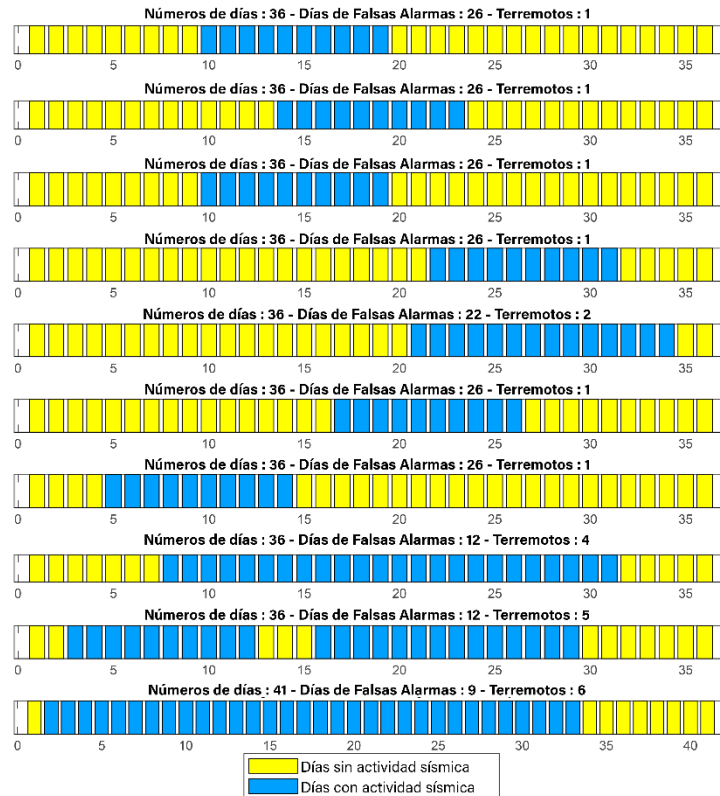 Números de días : 36 - Días de Falsas Alarmas : 26 - Terremotos : 1
0 5 10 15 20 25 30 35
Números de días : 36 - Días de Falsas Alarmas : 26 - Terremotos : 1
0 5 10 15 20 25 30 35
Números de días : 36 - Días de Falsas Alarmas : 26 - Terremotos : 1
0 5 10 15 20 25 30 35
Números de días : 36 - Días de Falsas Alarmas : 26 - Terremotos : 1
0 5 10 15 20 25 30 35
Números de días : 36 - Días de Falsas Alarmas : 22 - Terremotos : 2
0 5 10 15 20 25 30 35
Números de días : 36 - Días de Falsas Alarmas : 26 - Terremotos : 1
0 5 10 15 20 25 30 35
Números de días : 36 - Días de Falsas Alarmas : 26 - Terremotos : 1
0 5 10 15 20 25 30 35
Números de días : 36 - Días de Falsas Alarmas : 12 - Terremotos : 4
0 5 10 15 20 25 30 35
Números de días : 36 - Días de Falsas Alarmas : 12 - Terremotos : 5
0 5 10 15 20 25 30 35
Números de días : 41 - Días de Falsas Alarmas : 9 - Terremotos : 6
0 5 10 15 20 25 30 35 40
Días sin actividad sísmica
Días con actividad sísmica